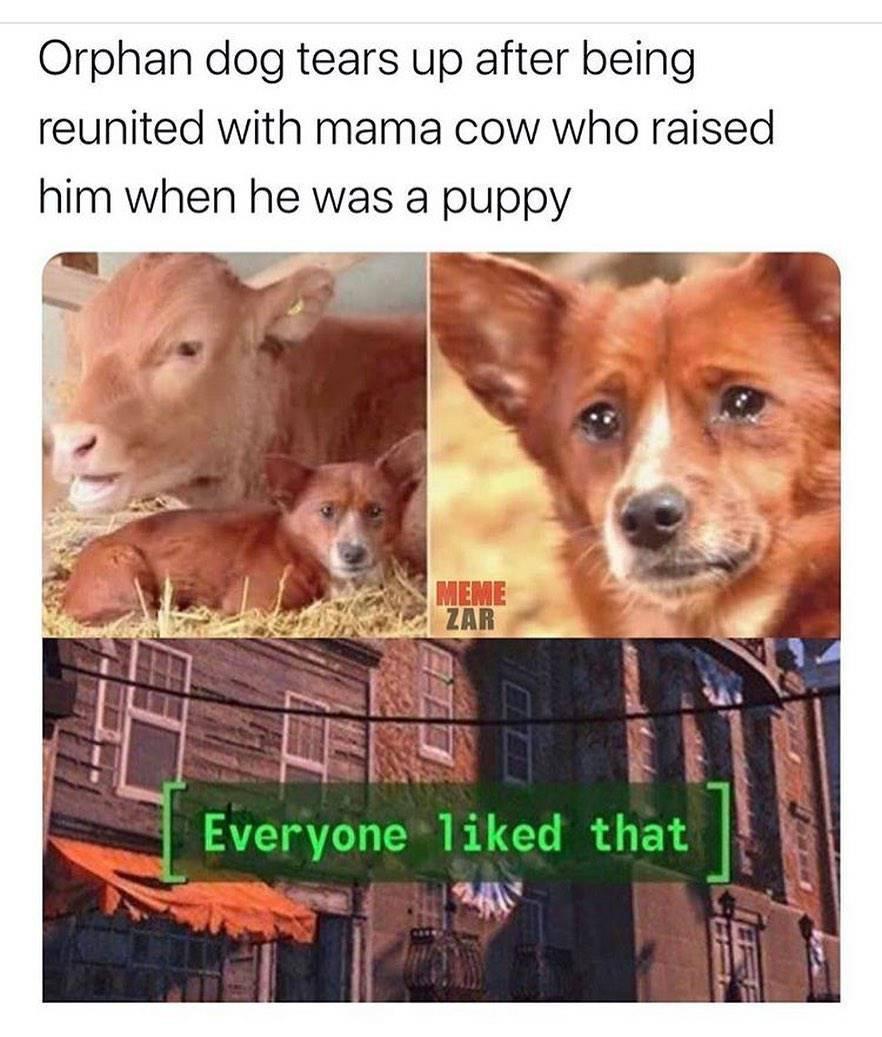 Orphan dog tears up after being
reunited with mama cow who raised
him when he was a puppy
MEME
ZAR
[Everyone liked that]